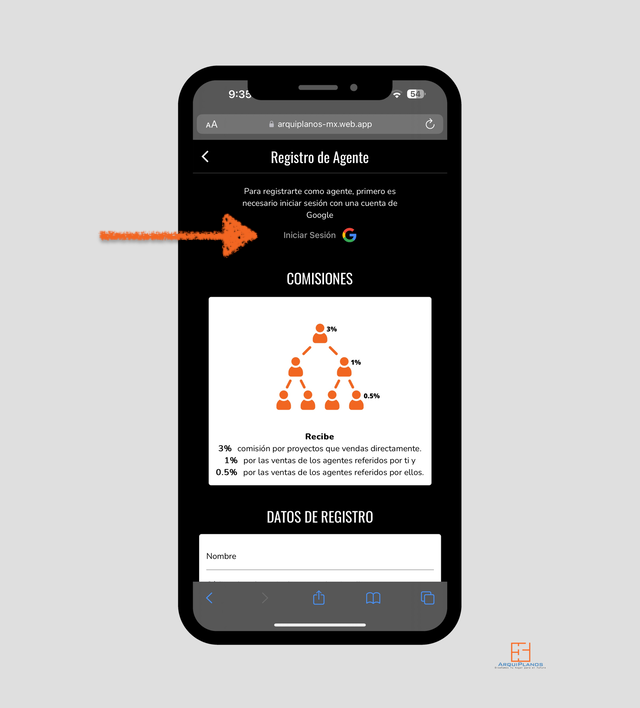 9:35
54
AA
arquiplanos-mx.web.app
Registro de Agente
Para registrarte como agente, primero es
necesario iniciar sesión con una cuenta de
Google
Iniciar Sesión
COMISIONES
3%
1%
0.5%
Recibe
3% comisión por proyectos que vendas directamente.
1% por las ventas de los agentes referidos por ti y
0.5% por las ventas de los agentes referidos por ellos.
DATOS DE REGISTRO
Nombre
ARQUIPLANOS